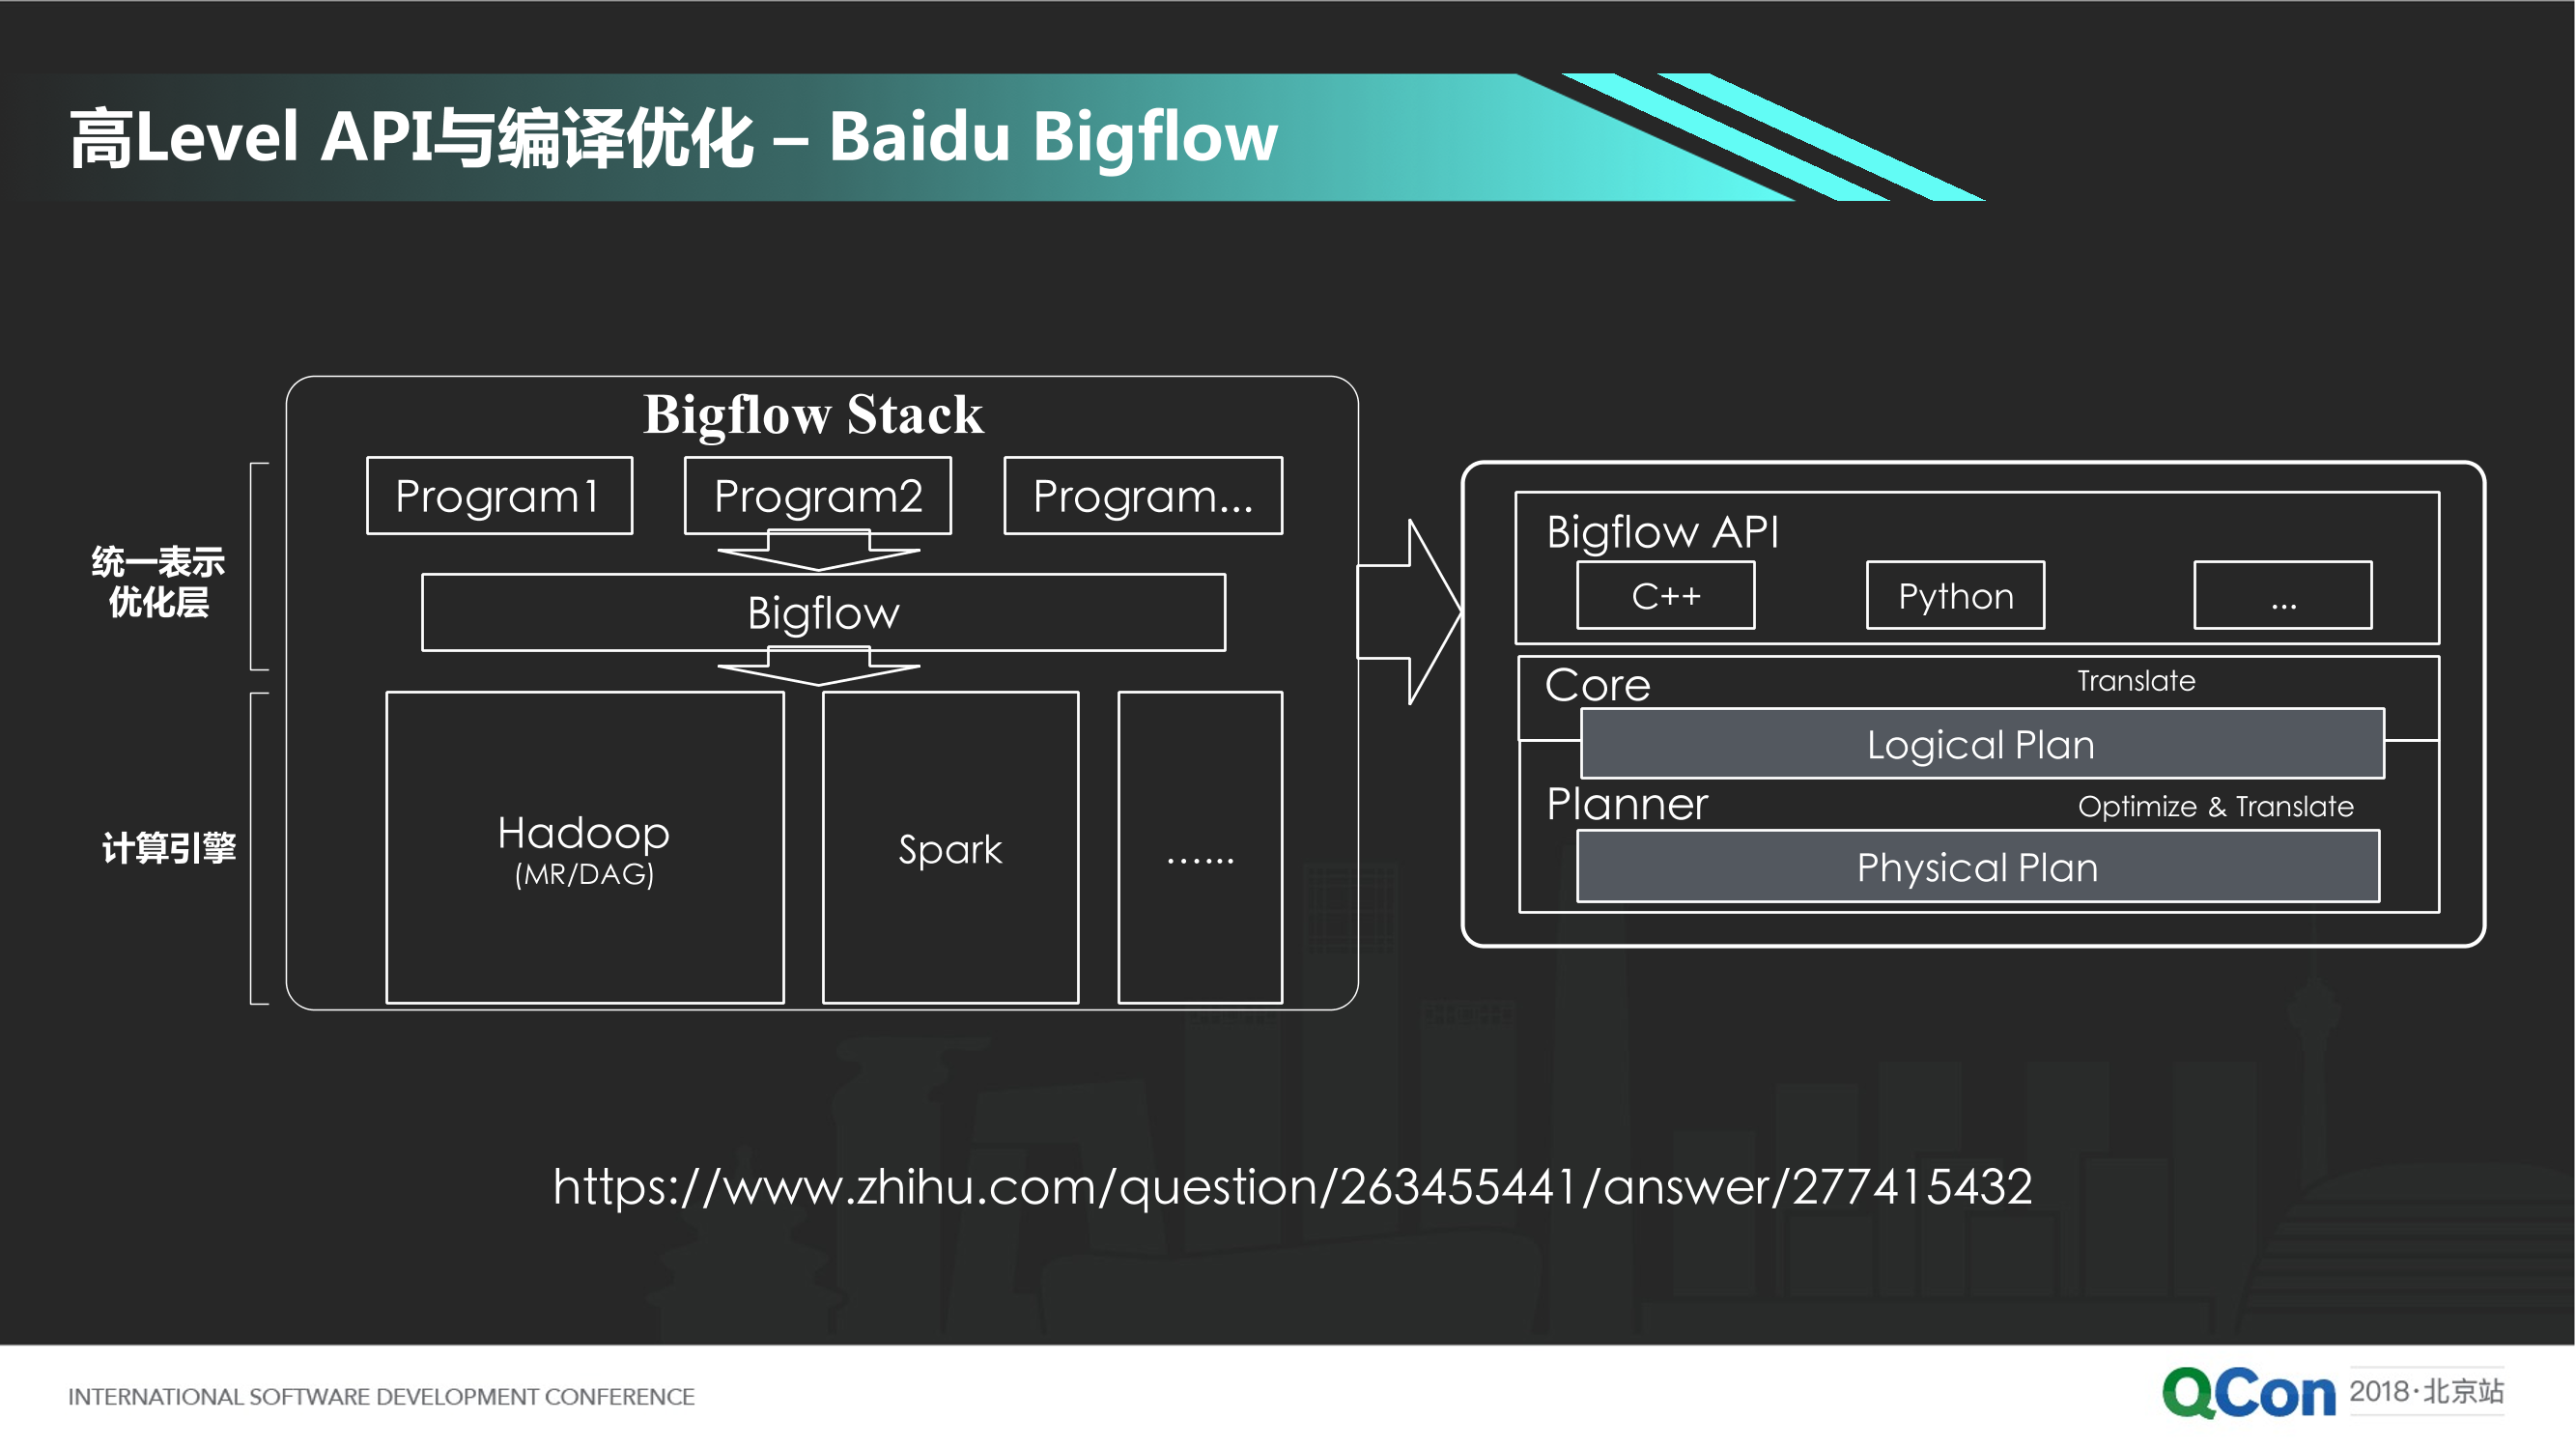 高Level API与编译优化 – Baidu Bigflow
Bigflow Stack
Program1
Program2
Program...
统一表示
优化层
Bigflow
计算引擎
Hadoop
(MR/DAG)
Spark
…...
Bigflow API
C++
Python
...
Core
Translate
Logical Plan
Planner
Optimize & Translate
Physical Plan
https://www.zhihu.com/question/263455441/answer/277415432
INTERNATIONAL SOFTWARE DEVELOPMENT CONFERENCE
QCon
2018·北京站